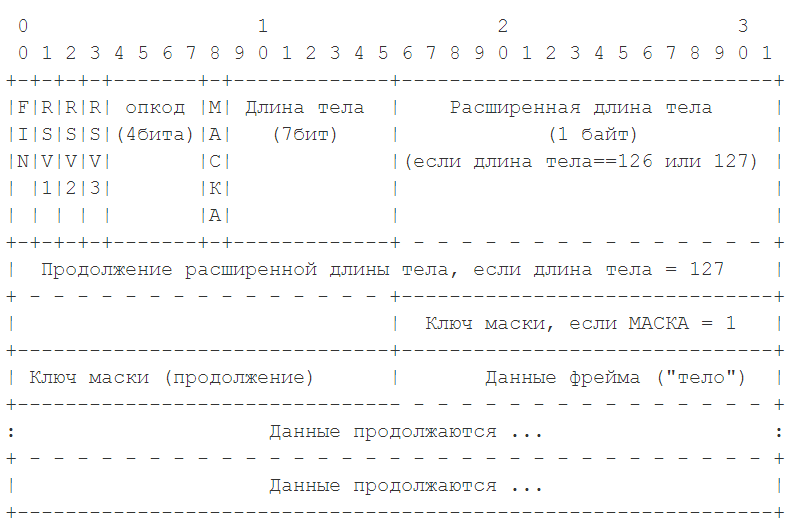 0                   1                   2                   3
 0 1 2 3 4 5 6 7 8 9 0 1 2 3 4 5 6 7 8 9 0 1 2 3 4 5 6 7 8 9 0 1
+-+-+-+-+-------+-+-------------+-------------------------------+
|F|R|R|R| опкод |М| Длина тела  |    Расширенная длина тела     |
|I|S|S|S|(4бита)|А|   (7бит)    |            (1 байт)           |
|N|V|V|V|       |С|             |(если длина тела==126 или 127) |
| |1|2|3|       |К|             |                               |
| | | | |       |А|             |                               |
+-+-+-+-+-------+-+-------------+ - - - - - - - - - - - - - - - +
|  Продолжение расширенной длины тела, если длина тела = 127    |
+ - - - - - - - - - - - - - - - +-------------------------------+
|                               |  Ключ маски, если МАСКА = 1   |
+-------------------------------+-------------------------------+
| Ключ маски (продолжение)      |       Данные фрейма ("тело")  |
+-------------------------------- - - - - - - - - - - - - - - - +
:                     Данные продолжаются ...                   :
+ - - - - - - - - - - - - - - - - - - - - - - - - - - - - - - - +
|                     Данные продолжаются ...                   |
+---------------------------------------------------------------+